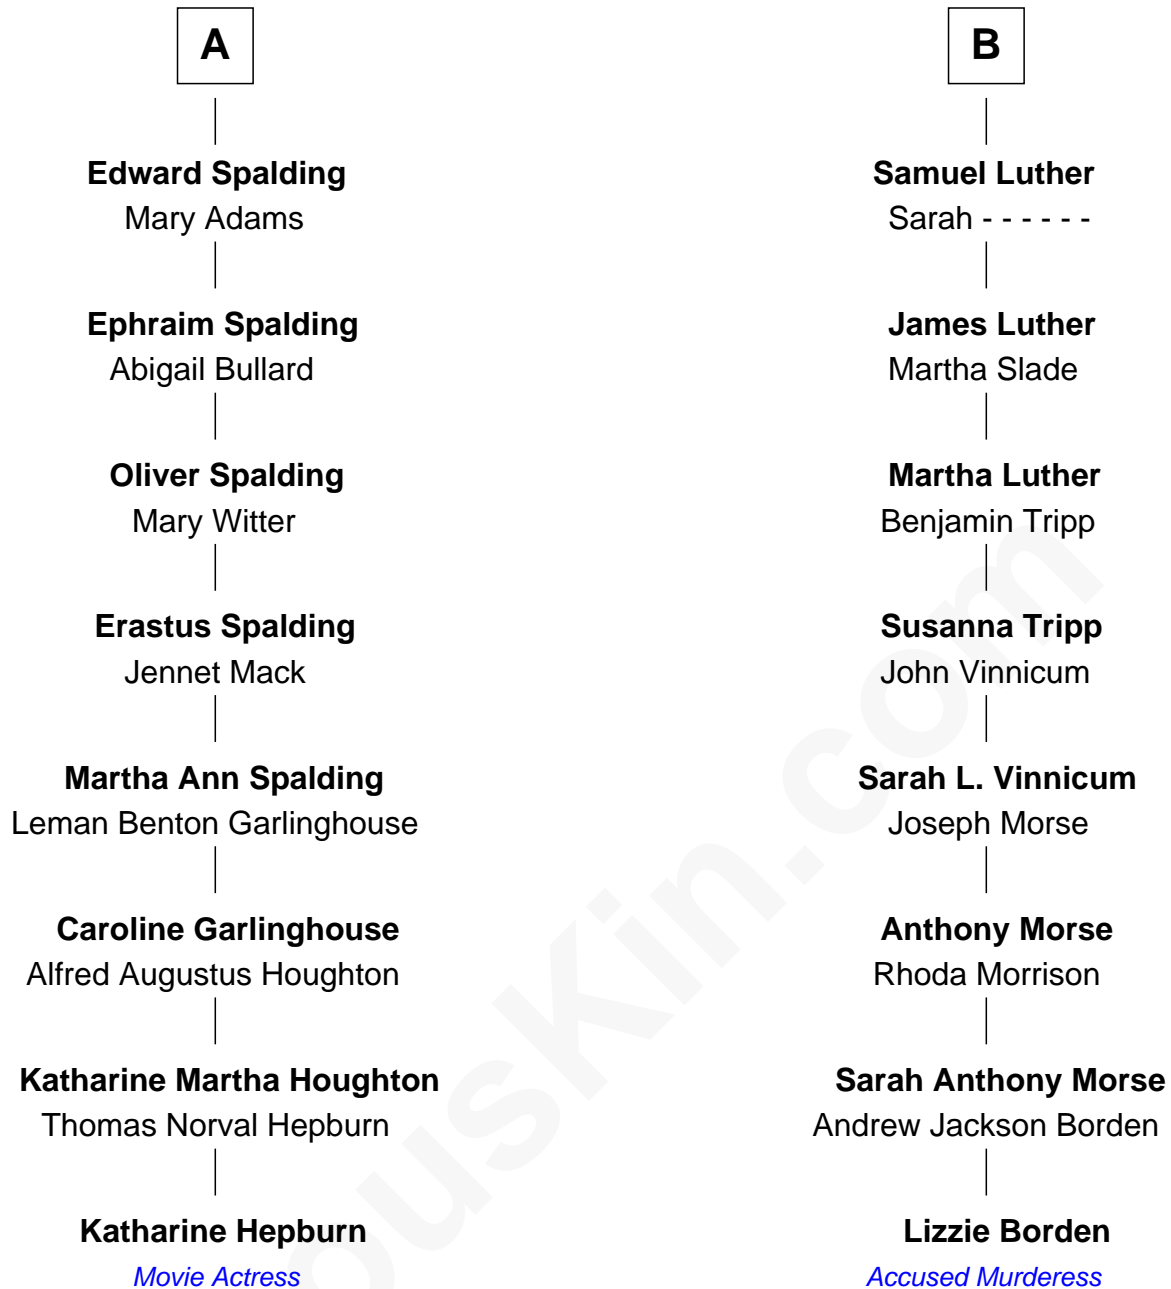 A
B
Edward Spalding
Mary Adams
Samuel Luther
Sarah - - - - - -
Ephraim Spalding
Abigail Bullard
James Luther
Martha Slade
Oliver Spalding
Mary Witter
Martha Luther
Benjamin Tripp
Erastus Spalding
Jennet Mack
Susanna Tripp
John Vinnicum
Martha Ann Spalding
Leman Benton Garlinghouse
Sarah L. Vinnicum
Joseph Morse
Caroline Garlinghouse
Alfred Augustus Houghton
Anthony Morse
Rhoda Morrison
Katharine Martha Houghton
Thomas Norval Hepburn
Sarah Anthony Morse
Andrew Jackson Borden
Katharine Hepburn
Movie Actress
Lizzie Borden
Accused Murderess
ousKin.com